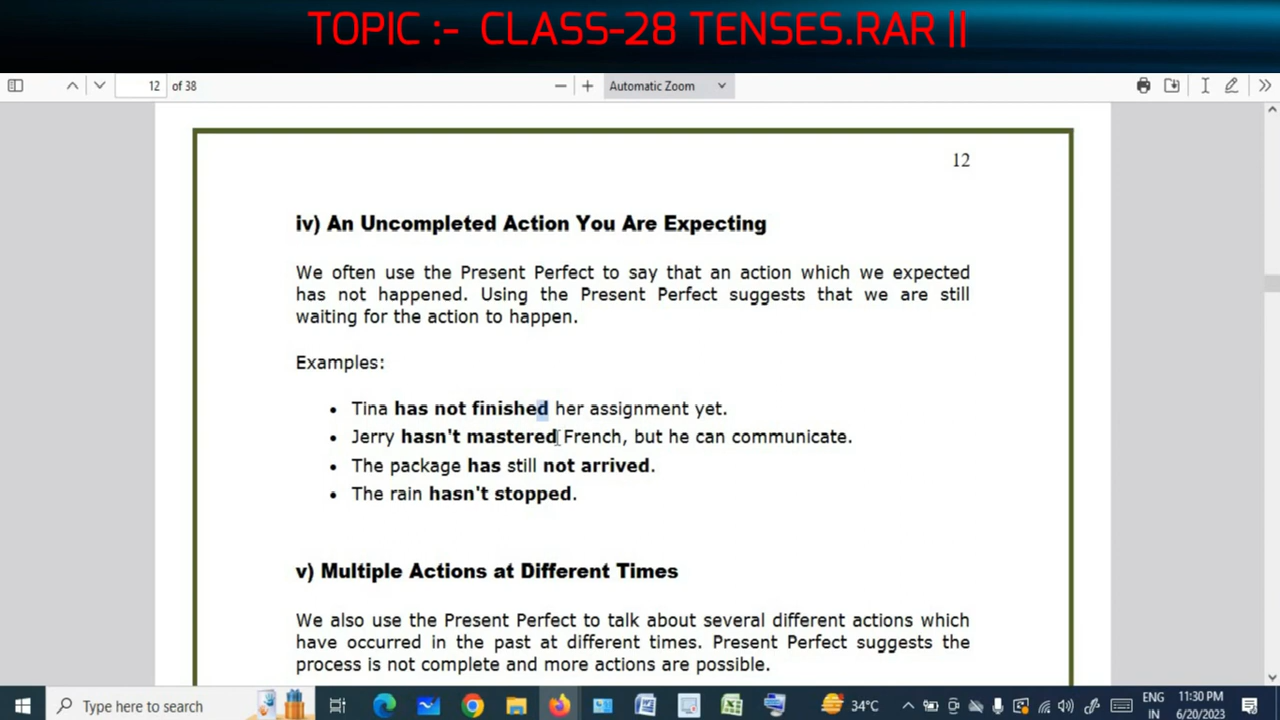 TOPIC :- CLASS-28 TENSES.RAR ||
12 of 38
Automatic Zoom
12
iv) An Uncompleted Action You Are Expecting
We often use the Present Perfect to say that an action which we expected
has not happened. Using the Present Perfect suggests that we are still
waiting for the action to happen.
Examples:
• Tina has not finished her assignment yet.
• Jerry hasn't mastered French, but he can communicate.
• The package has still not arrived.
• The rain hasn't stopped.
v) Multiple Actions at Different Times
We also use the Present Perfect to talk about several different actions which
have occurred in the past at different times. Present Perfect suggests the
process is not complete and more actions are possible.
Type here to search
34°C
ENG
IN
11:30 PM
6/20/2023